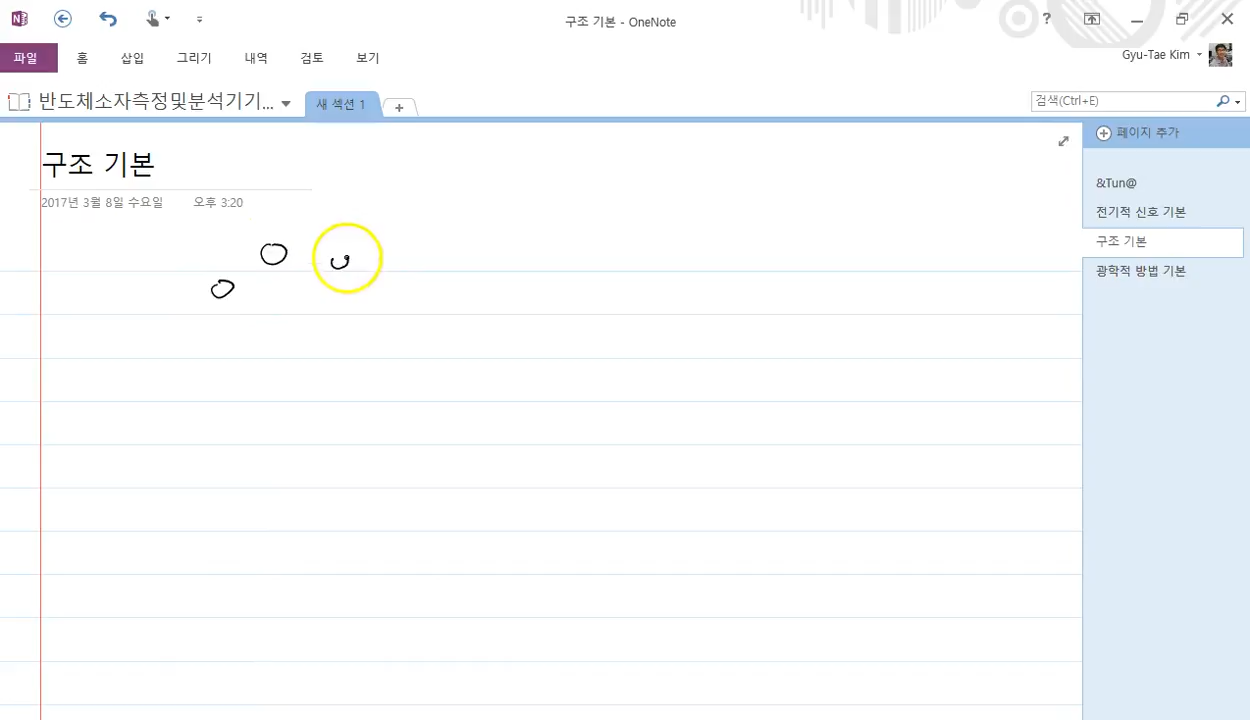 구조 기본 - OneNote
?
파일
홈
삽입
그리기
내역
검토
보기
Gyu-Tae Kim
반도체소자측정및분석기기...
새 섹션 1
검색(Ctrl+E)
페이지 추가
구조 기본
2017년 3월 8일 수요일
오후 3:20
&Tun@
전기적 신호 기본
구조 기본
광학적 방법 기본